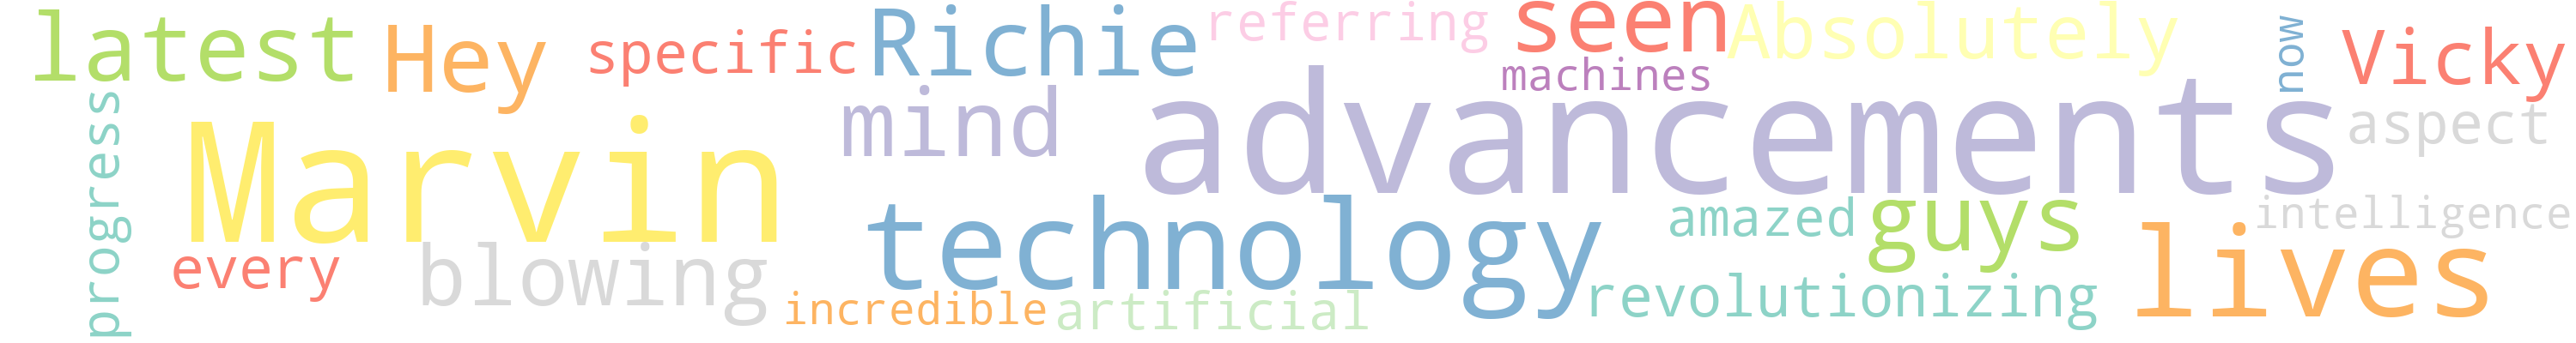 latest
Hey
specific
Richie
referring
seen
Absolutely
now
Vicky
machines
progress
Marvin
mind
advancements
aspect
every
blowing
technology
amazed
guys
intelligence
incredible
artificial
revolutionizing
lives